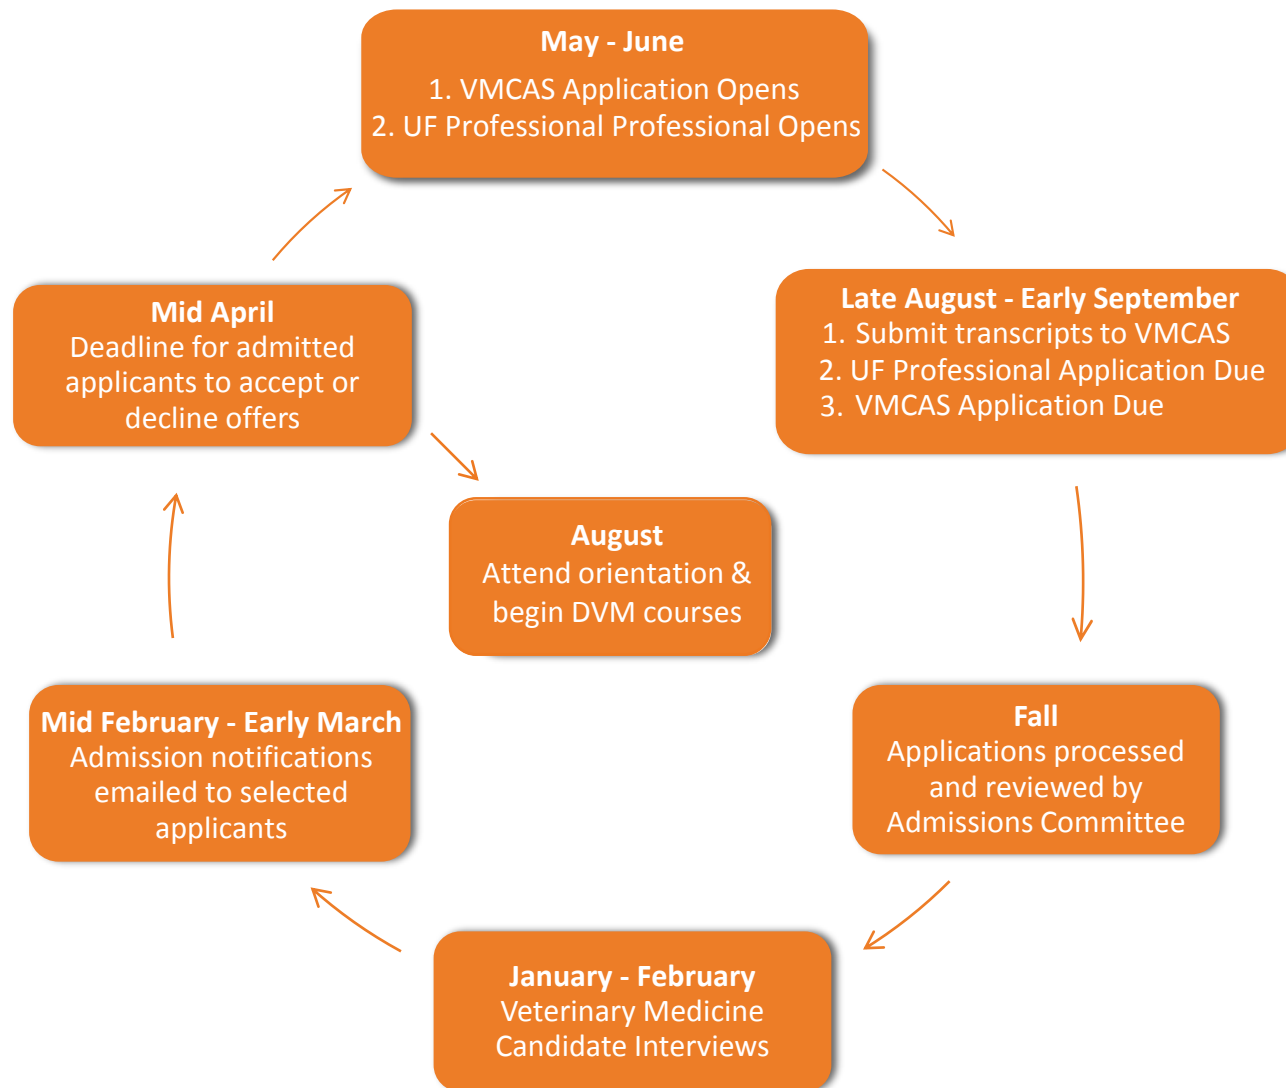 May - June
1. VMCAS Application Opens
2. UF Professional Professional Opens
Late August - Early September
1. Submit transcripts to VMCAS
2. UF Professional Application Due
3. VMCAS Application Due
Fall
Applications processed
and reviewed by
Admissions Committee
January - February
Veterinary Medicine
Candidate Interviews
Mid February - Early March
Admission notifications
emailed to selected
applicants
Mid April
Deadline for admitted
applicants to accept or
decline offers
August
Attend orientation &
begin DVM courses